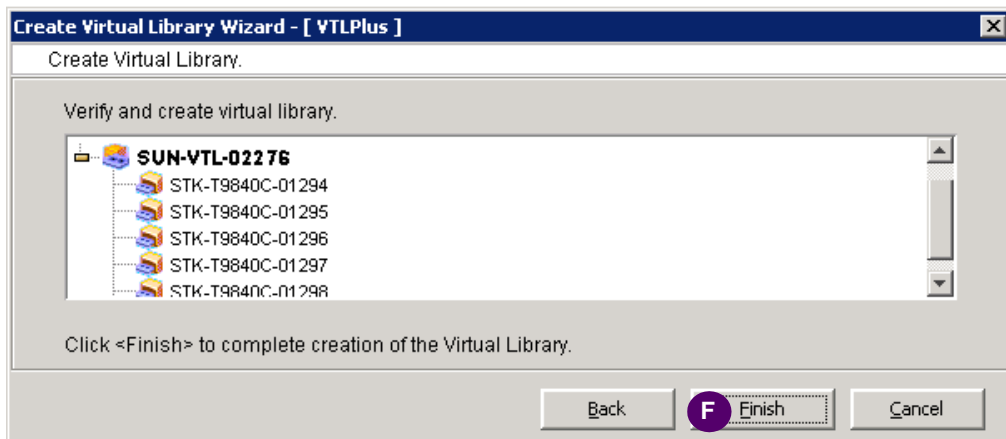 Create Virtual Library Wizard - [ VTLPlus ]
Create Virtual Library.
Verify and create virtual library.
SUN-VTL-02276
STK-T9840C-01294
STK-T9840C-01295
STK-T9840C-01296
STK-T9840C-01297
STK-T9840C-01298
Click <Finish> to complete creation of the Virtual Library.
Back F Finish Cancel